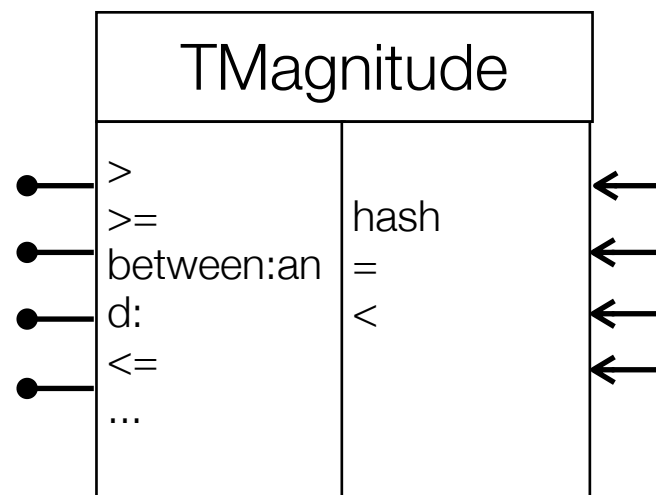 TMagnitude
>
>=
between:an
d:
<=
...
hash
=
<